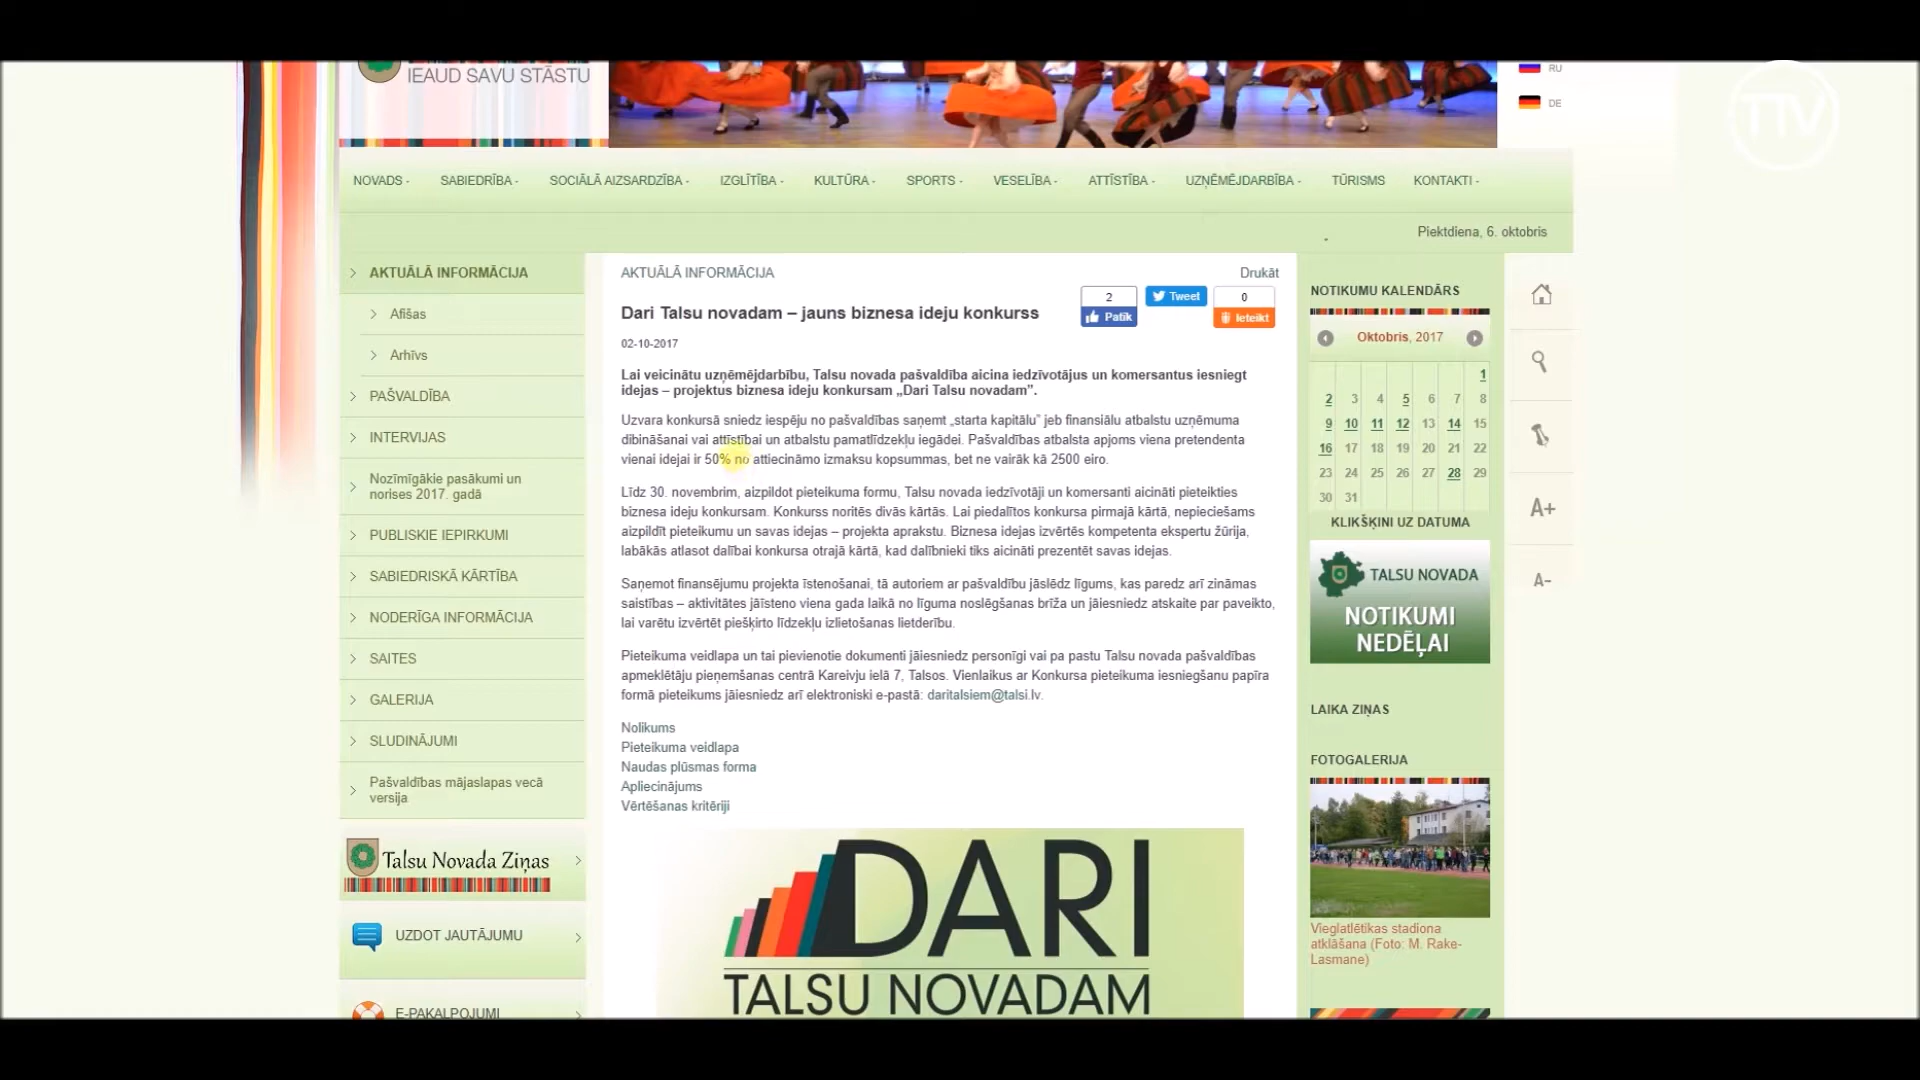 IEAUD SAVU STĀSTU
RU
DE
TTV
NOVADS
SABIEDRĪBA
SOCIĀLĀ AIZSARDZĪBA
IZGLĪTĪBA
KULTŪRA
SPORTS
VESELĪBA
ATTĪSTĪBA
UZŅĒMĒJDARBĪBA
TŪRISMS
KONTAKTI
Piektdiena, 6. oktobris
AKTUĀLĀ INFORMĀCIJA
Afišas
Arhīvs
PAŠVALDĪBA
INTERVIJAS
Nozīmīgākie pasākumi un
norises 2017. gadā
PUBLISKIE IEPIRKUMI
SABIEDRISKĀ KĀRTĪBA
NODERĪGA INFORMĀCIJA
SAITES
GALERIJA
SLUDINĀJUMI
Pašvaldības mājaslapas vecā
versija
Talsu Novada Ziņas
UZDOT JAUTĀJUMU
E-PAKALPOJUMI
AKTUĀLĀ INFORMĀCIJA
Drukāt
Dari Talsu novadam – jauns biznesa ideju konkurss
2
Patīk
Tweet
0
Ieteikt
02-10-2017
Lai veicinātu uzņēmējdarbību, Talsu novada pašvaldība aicina iedzīvotājus un komersantus iesniegt
idejas – projektus biznesa ideju konkursam „Dari Talsu novadam”.
Uzvara konkursā sniedz iespēju no pašvaldības saņemt „starta kapitālu” jeb finansiālu atbalstu uzņēmuma
dibināšanai vai attīstībai un atbalstu pamatlīdzekļu iegādei. Pašvaldības atbalsta apjoms viena pretendenta
vienai idejai ir 50% no attiecināmo izmaksu kopsummas, bet ne vairāk kā 2500 eiro.
Līdz 30. novembrim, aizpildot pieteikuma formu, Talsu novada iedzīvotāji un komersanti aicināti pieteikties
biznesa ideju konkursam. Konkurss noritēs divās kārtās. Lai piedalītos konkursa pirmajā kārtā, nepieciešams
aizpildīt pieteikumu un savas idejas – projekta aprakstu. Biznesa idejas izvērtēs kompetenta ekspertu žūrija,
labākās atlasot dalībai konkursa otrajā kārtā, kad dalībnieki tiks aicināti prezentēt savas idejas.
Saņemot finansējumu projekta īstenošanai, tā autoriem ar pašvaldību jāslēdz līgums, kas paredz arī zināmas
saistības – aktivitātes jāīsteno viena gada laikā no līguma noslēgšanas brīža un jāiesniedz atskaite par paveikto,
lai varētu izvērtēt piešķirto līdzekļu izlietošanas lietderību.
Pieteikuma veidlapa un tai pievienotie dokumenti jāiesniedz personīgi vai pa pastu Talsu novada pašvaldības
apmeklētāju pieņemšanas centrā Kareivju ielā 7, Talsos. Vienlaikus ar Konkursa pieteikuma iesniegšanu papīra
formā pieteikums jāiesniedz arī elektroniski e-pastā: daritalsiem@talsi.lv.
Nolikums
Pieteikuma veidlapa
Naudas plūsmas forma
Apliecinājums
Vērtēšanas kritēriji
DARI
TALSU NOVADAM
NOTIKUMU KALENDĀRS
Oktobris, 2017
1
2 3 4 5 6 7 8
9 10 11 12 13 14 15
16 17 18 19 20 21 22
23 24 25 26 27 28 29
30 31
KLIKŠĶINI UZ DATUMA
TALSU NOVADA
NOTIKUMI
NEDĒĻAI
LAIKA ZIŅAS
FOTOGALERIJA
Vieglatlētikas stadiona
atklāšana (Foto: M. Rake-
Lasmane)
A+
A-